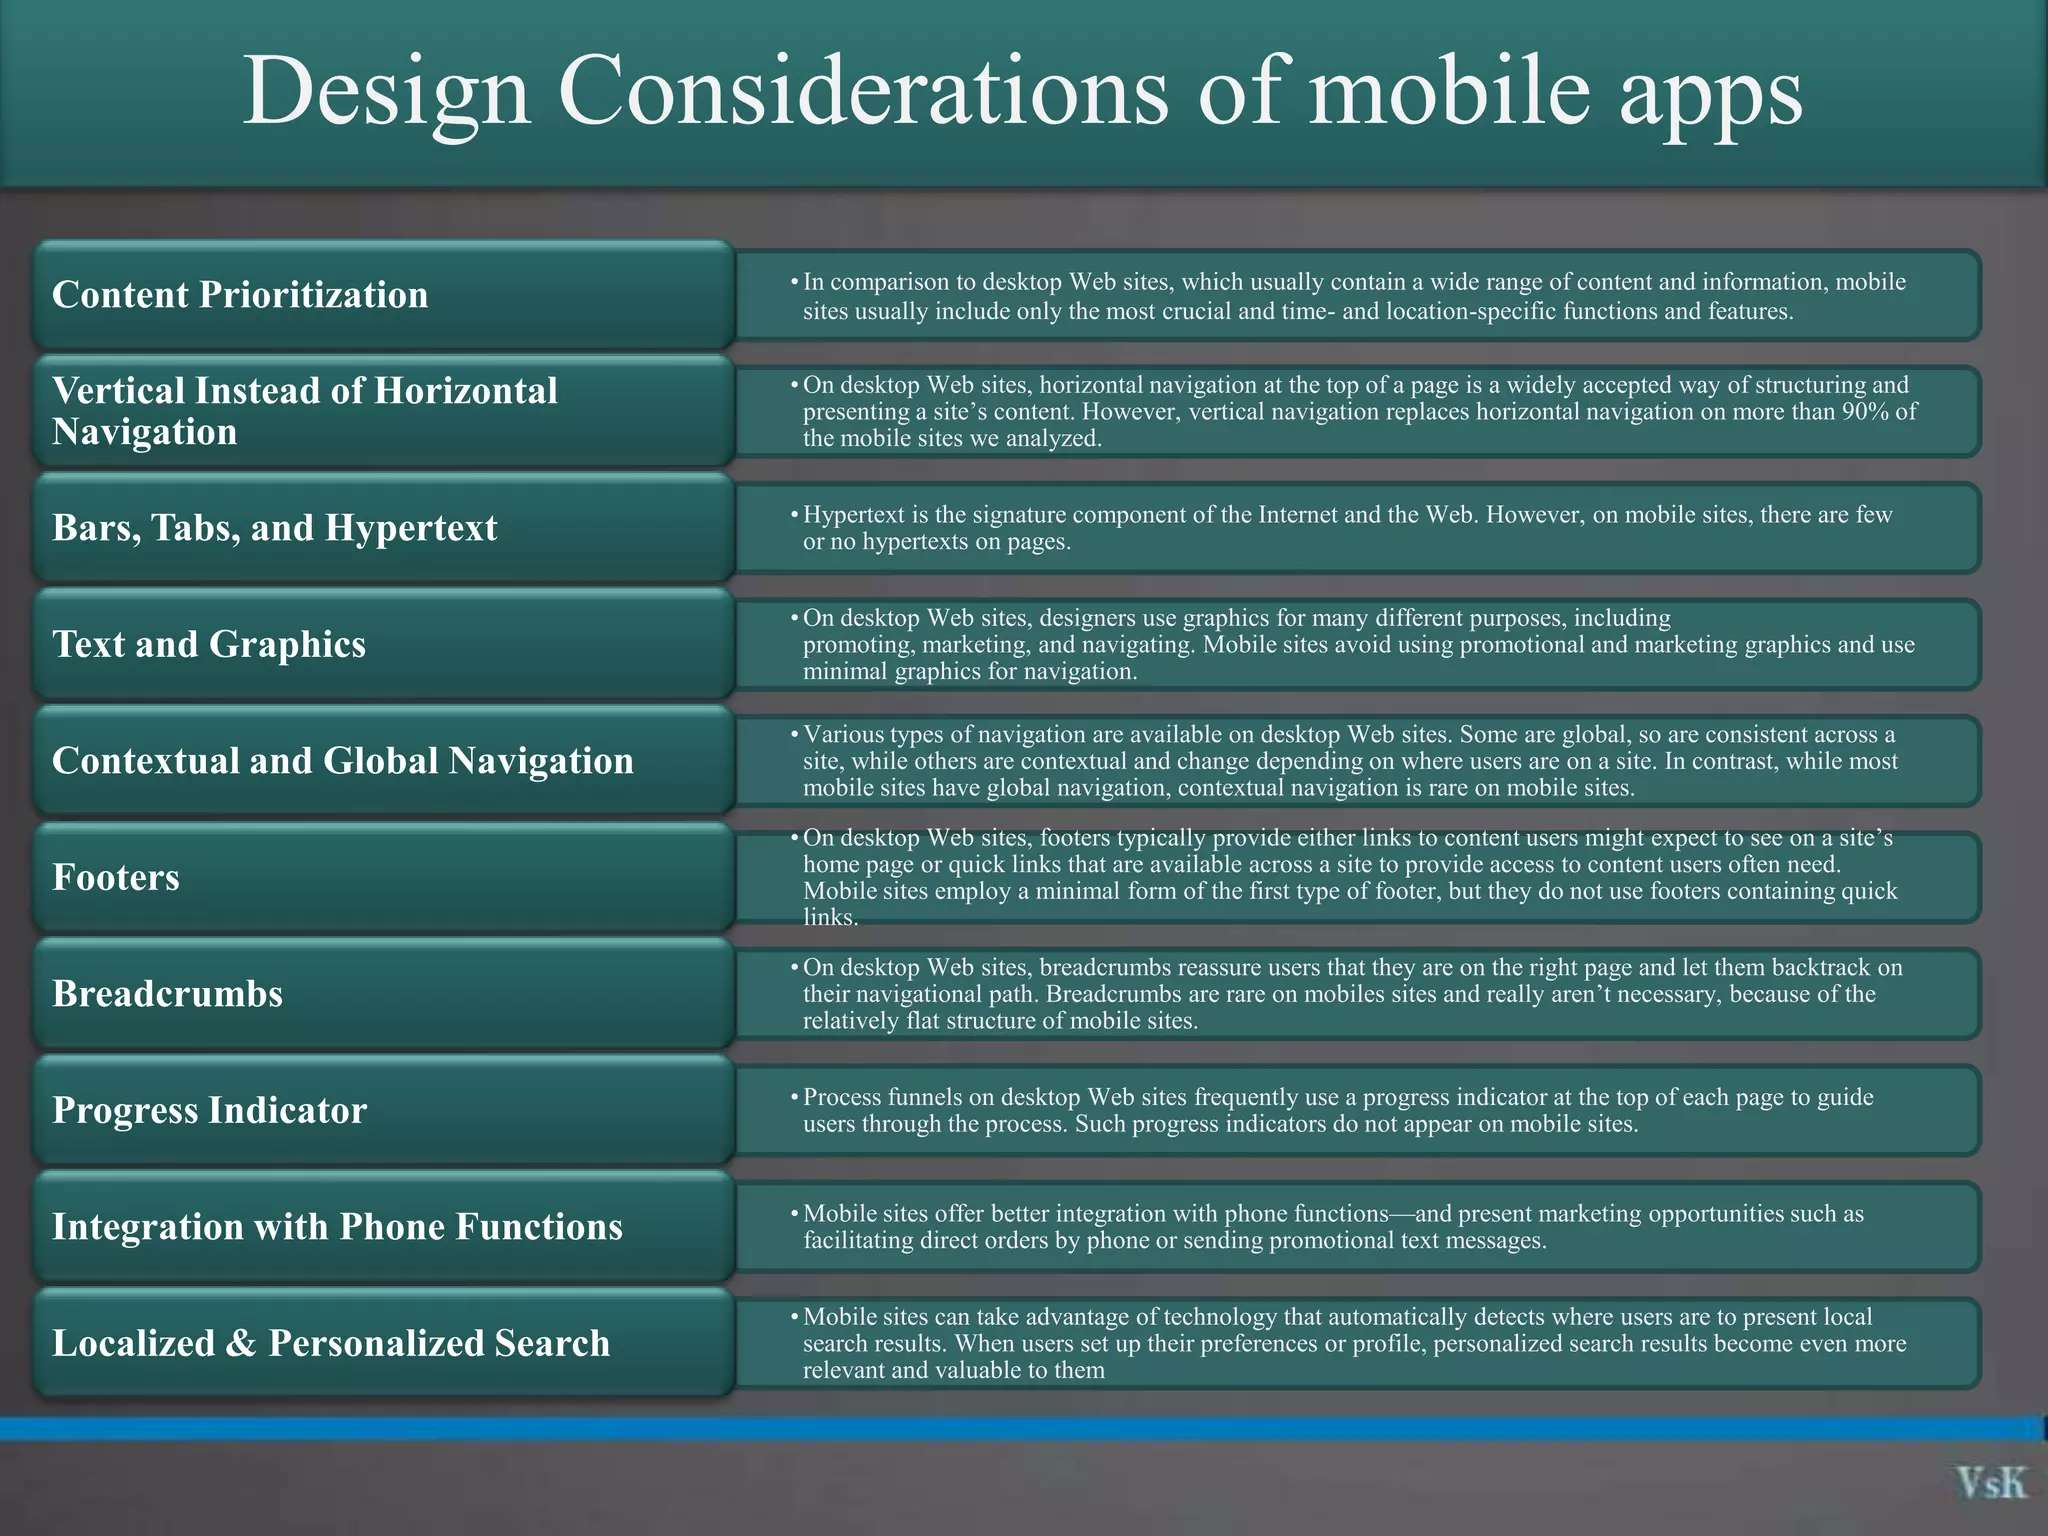 Design Considerations of mobile apps
Content Prioritization
•In comparison to desktop Web sites, which usually contain a wide range of content and information, mobile
sites usually include only the most crucial and time- and location-specific functions and features.
Vertical Instead of Horizontal
Navigation
•On desktop Web sites, horizontal navigation at the top of a page is a widely accepted way of structuring and
presenting a site’s content. However, vertical navigation replaces horizontal navigation on more than 90% of
the mobile sites we analyzed.
Bars, Tabs, and Hypertext
•Hypertext is the signature component of the Internet and the Web. However, on mobile sites, there are few
or no hypertexts on pages.
Text and Graphics
•On desktop Web sites, designers use graphics for many different purposes, including
promoting, marketing, and navigating. Mobile sites avoid using promotional and marketing graphics and use
minimal graphics for navigation.
Contextual and Global Navigation
•Various types of navigation are available on desktop Web sites. Some are global, so are consistent across a
site, while others are contextual and change depending on where users are on a site. In contrast, while most
mobile sites have global navigation, contextual navigation is rare on mobile sites.
Footers
•On desktop Web sites, footers typically provide either links to content users might expect to see on a site’s
home page or quick links that are available across a site to provide access to content users often need.
Mobile sites employ a minimal form of the first type of footer, but they do not use footers containing quick
links.
Breadcrumbs
•On desktop Web sites, breadcrumbs reassure users that they are on the right page and let them backtrack on
their navigational path. Breadcrumbs are rare on mobiles sites and really aren’t necessary, because of the
relatively flat structure of mobile sites.
Progress Indicator
•Process funnels on desktop Web sites frequently use a progress indicator at the top of each page to guide
users through the process. Such progress indicators do not appear on mobile sites.
Integration with Phone Functions
•Mobile sites offer better integration with phone functions—and present marketing opportunities such as
facilitating direct orders by phone or sending promotional text messages.
Localized & Personalized Search
•Mobile sites can take advantage of technology that automatically detects where users are to present local
search results. When users set up their preferences or profile, personalized search results become even more
relevant and valuable to them
VsK